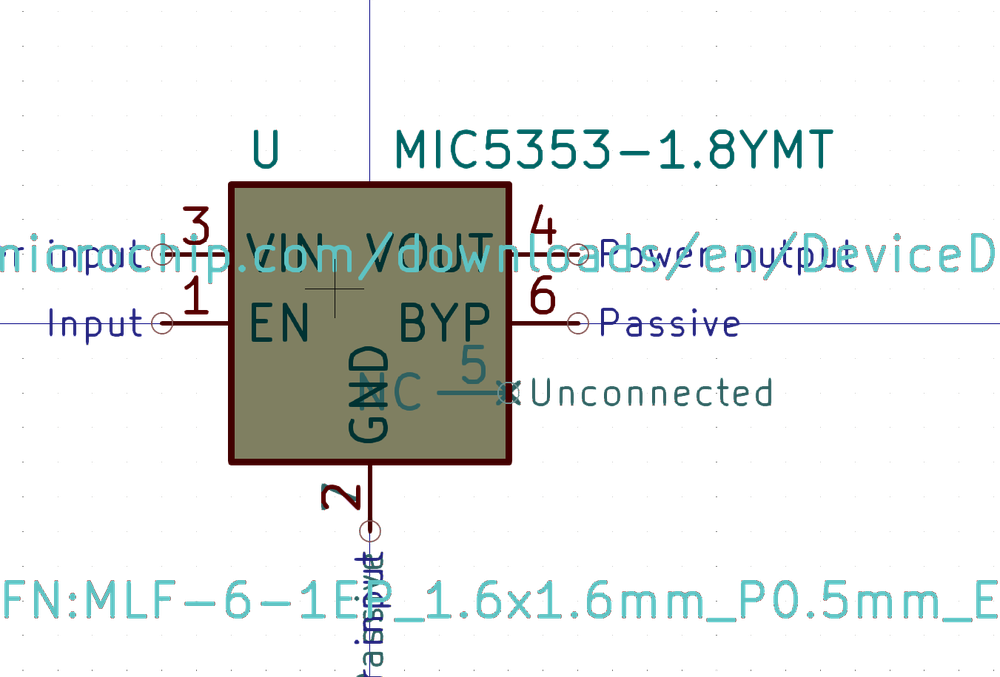 U MIC5353-1.8YMT
3 4
input microchip.com/downloads/en/DeviceD
VIN VOUT Power output
1 6
Input EN BYP Passive
5
NC Unconnected
GND
2
input
FN:MLF-6-1EP_1.6x1.6mm_P0.5mm_E